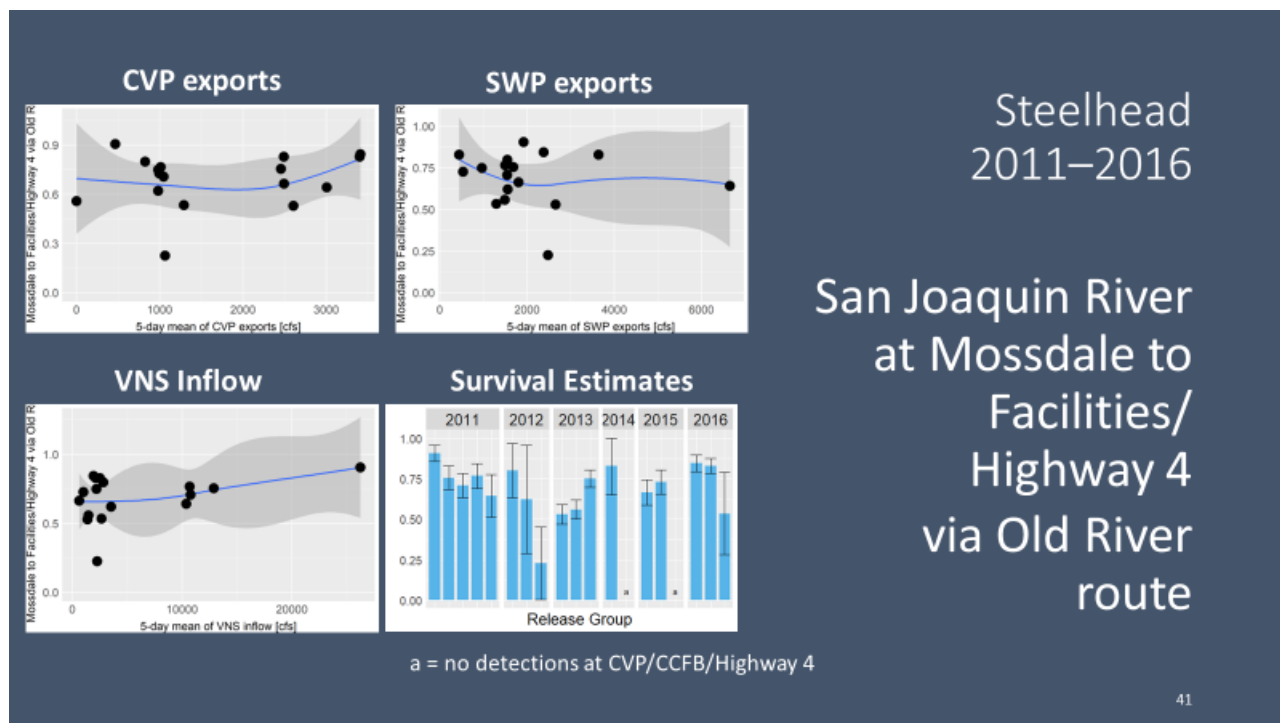 CVP exports
Mossdale to Facilities/Highway 4 via Old R
0.9
0.6
0.3
0.0
0
1000
2000
3000
5-day mean of CVP exports [cfs]
SWP exports
Mossdale to Facilities/Highway 4 via Old R
1.00
0.75
0.50
0.25
0.00
2000
4000
6000
5-day mean of SWP exports [cfs]
Steelhead
2011–2016
San Joaquin River
at Mossdale to
Facilities/
Highway 4
via Old River
route
VNS Inflow
Mossdale to Facilities/Highway 4 via Old R
1.0
0.5
0.0
0
10000
20000
5-day mean of VNS inflow [cfs]
Survival Estimates
2011 2012 2013 2014 2015 2016
1.00
0.75
0.50
0.25
0.00
a a
Release Group
a = no detections at CVP/CCFB/Highway 4
41